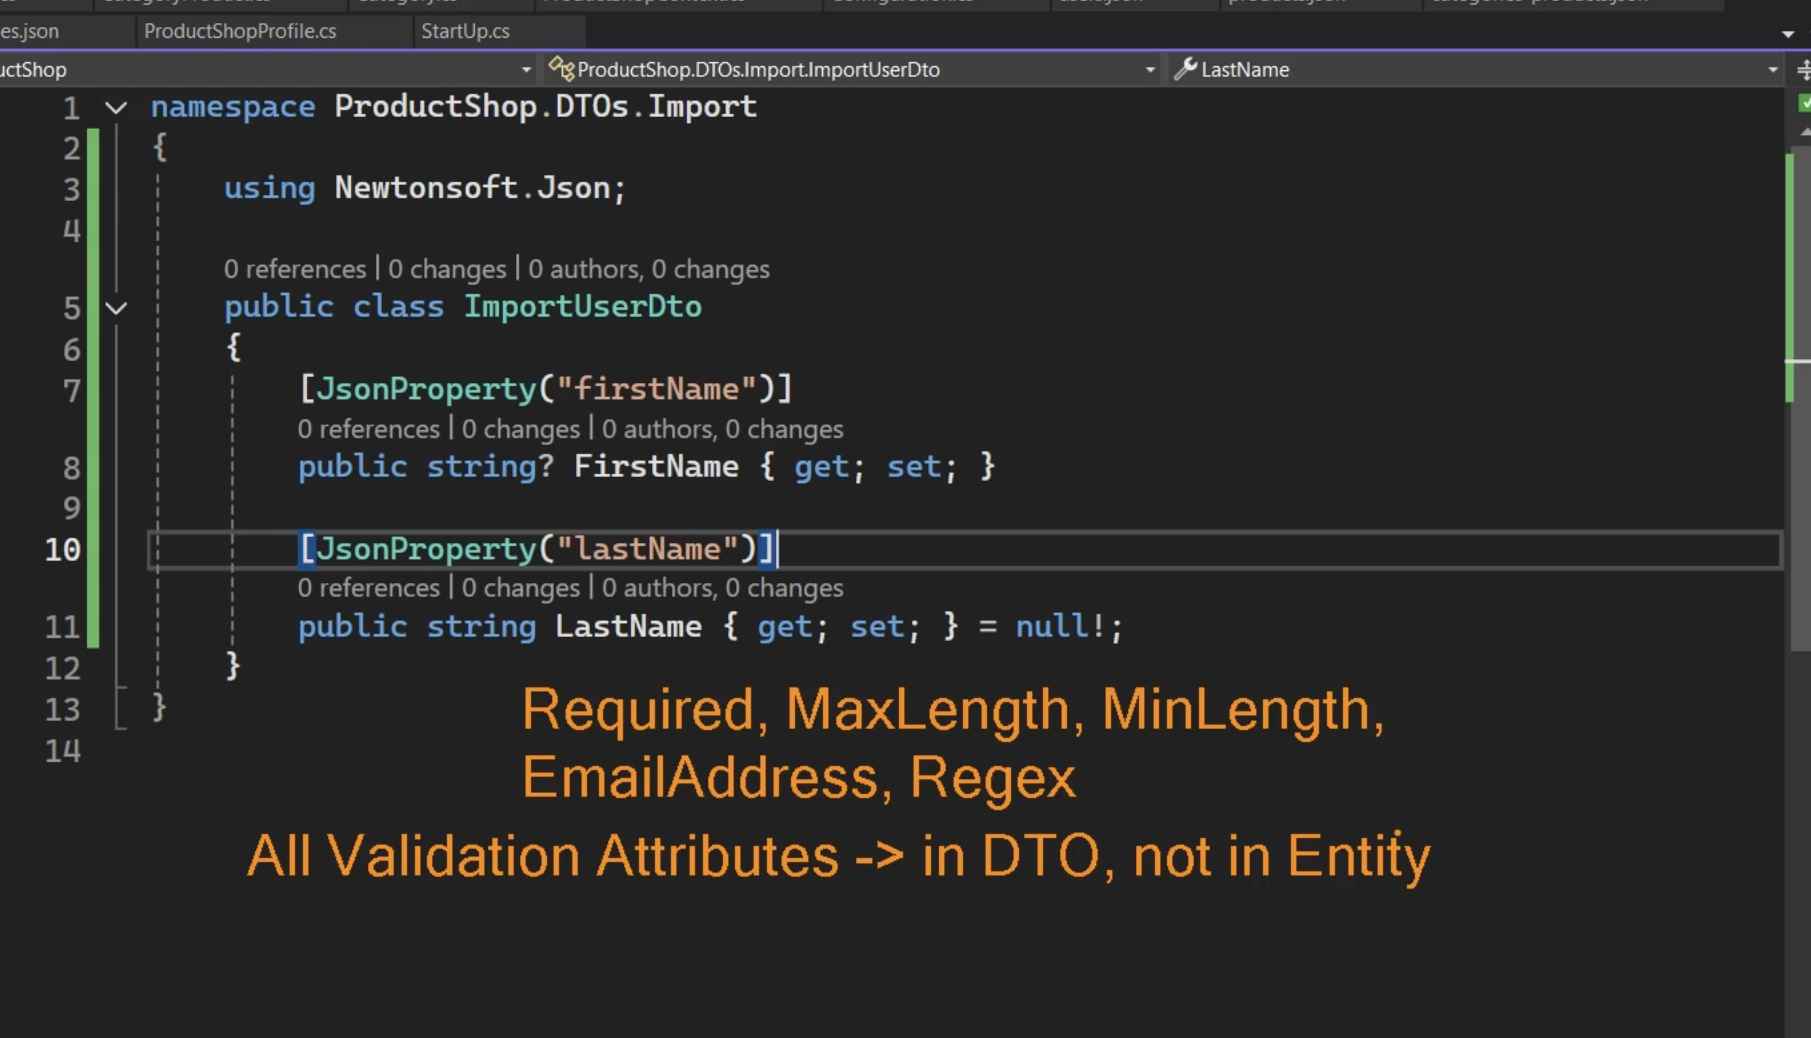 es.json ProductShopProfile.cs StartUp.cs
uctShop ProductShop.DTOs.Import.ImportUserDto LastName
1 namespace ProductShop.DTOs.Import
2 {
3 using Newtonsoft.Json;
4
0 references | 0 changes | 0 authors, 0 changes
5 public class ImportUserDto
6 {
7 [JsonProperty("firstName")]
0 references | 0 changes | 0 authors, 0 changes
8 public string? FirstName { get; set; }
9
10 [JsonProperty("lastName")]
0 references | 0 changes | 0 authors, 0 changes
11 public string LastName { get; set; } = null!;
12 }
13 }
14
Required, MaxLength, MinLength,
EmailAddress, Regex
All Validation Attributes -> in DTO, not in Entity